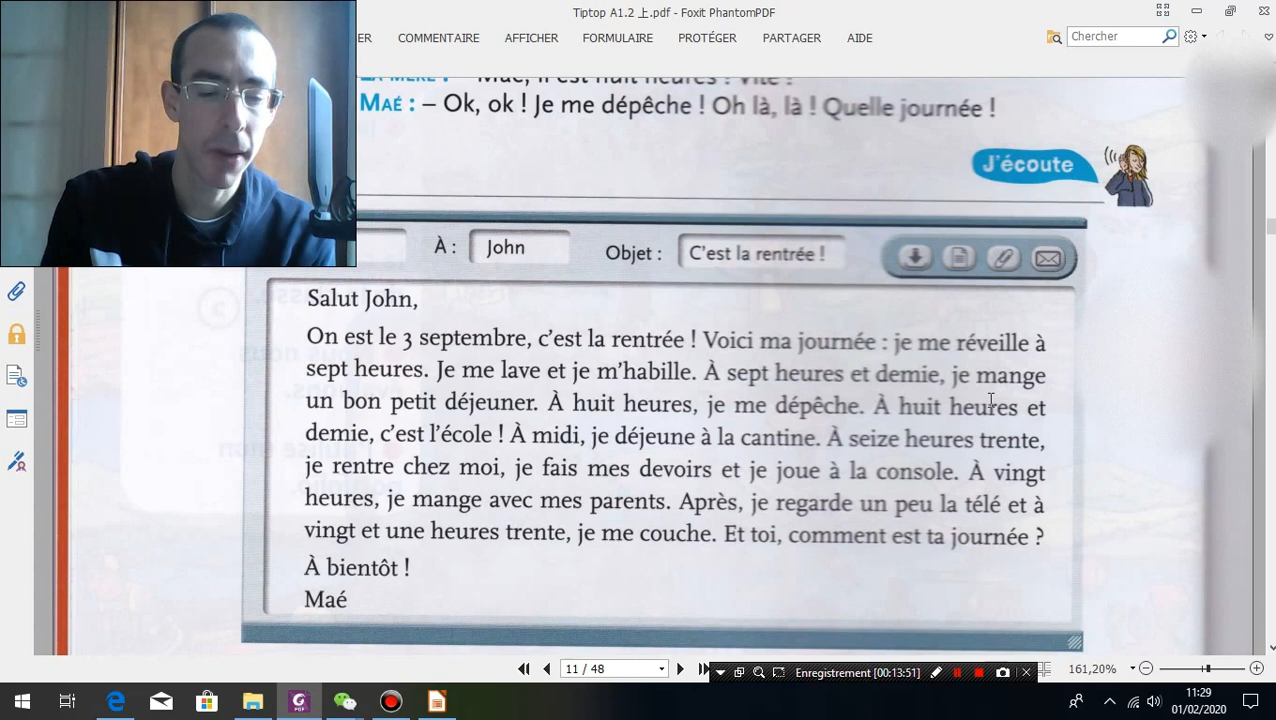 Tiptop A1.2 上.pdf - Foxit PhantomPDF
COMMENTAIRE AFFICHER FORMULAIRE PROTÉGER PARTAGER AIDE
Chercher
MAÉ : – Ok, ok ! Je me dépêche ! Oh là, là ! Quelle journée !
J'écoute
À : John Objet : C'est la rentrée !
Salut John,
On est le 3 septembre, c'est la rentrée ! Voici ma journée : je me réveille à
sept heures. Je me lave et je m'habille. À sept heures et demie, je mange
un bon petit déjeuner. À huit heures, je me dépêche. À huit heures et
demie, c'est l'école ! À midi, je déjeune à la cantine. À seize heures trente,
je rentre chez moi, je fais mes devoirs et je joue à la console. À vingt
heures, je mange avec mes parents. Après, je regarde un peu la télé et à
vingt et une heures trente, je me couche. Et toi, comment est ta journée ?
À bientôt !
Maé
11 / 48
Enregistrement [00:13:51]
161,20%
11:29
01/02/2020